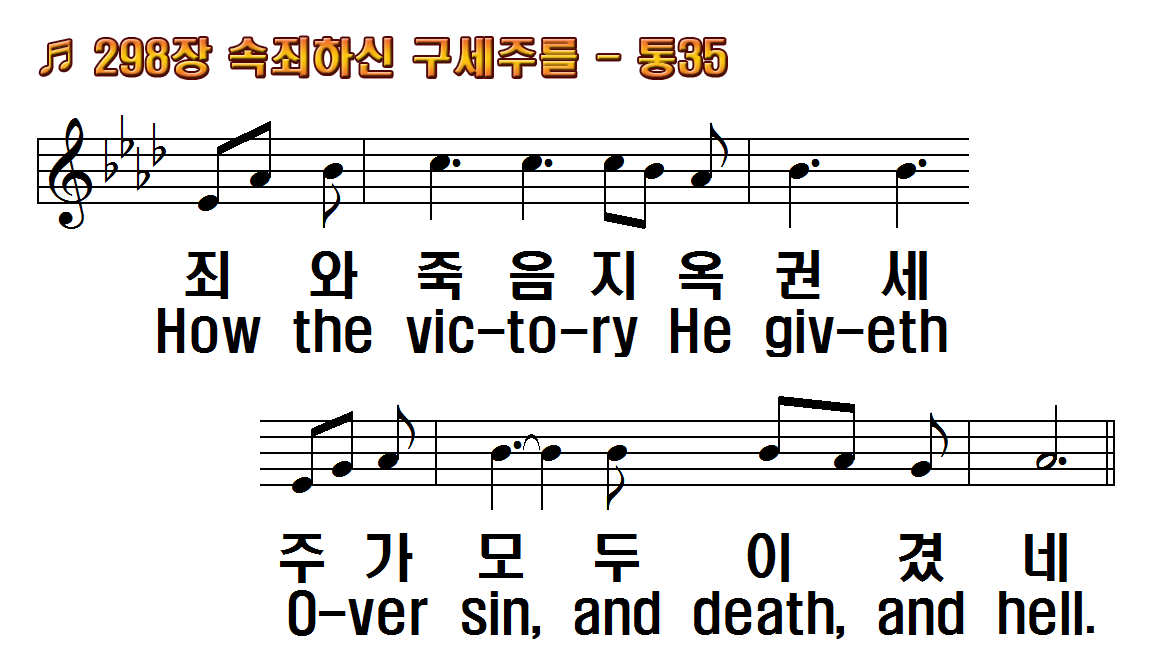 ♬ 298장 속죄하신 구세주를 - 통35
죄 와 죽 음 지 옥 권 세
How the vic-to-ry He giv-eth
주 가 모 두 이 겼 네
O-ver sin, and death, and hell.